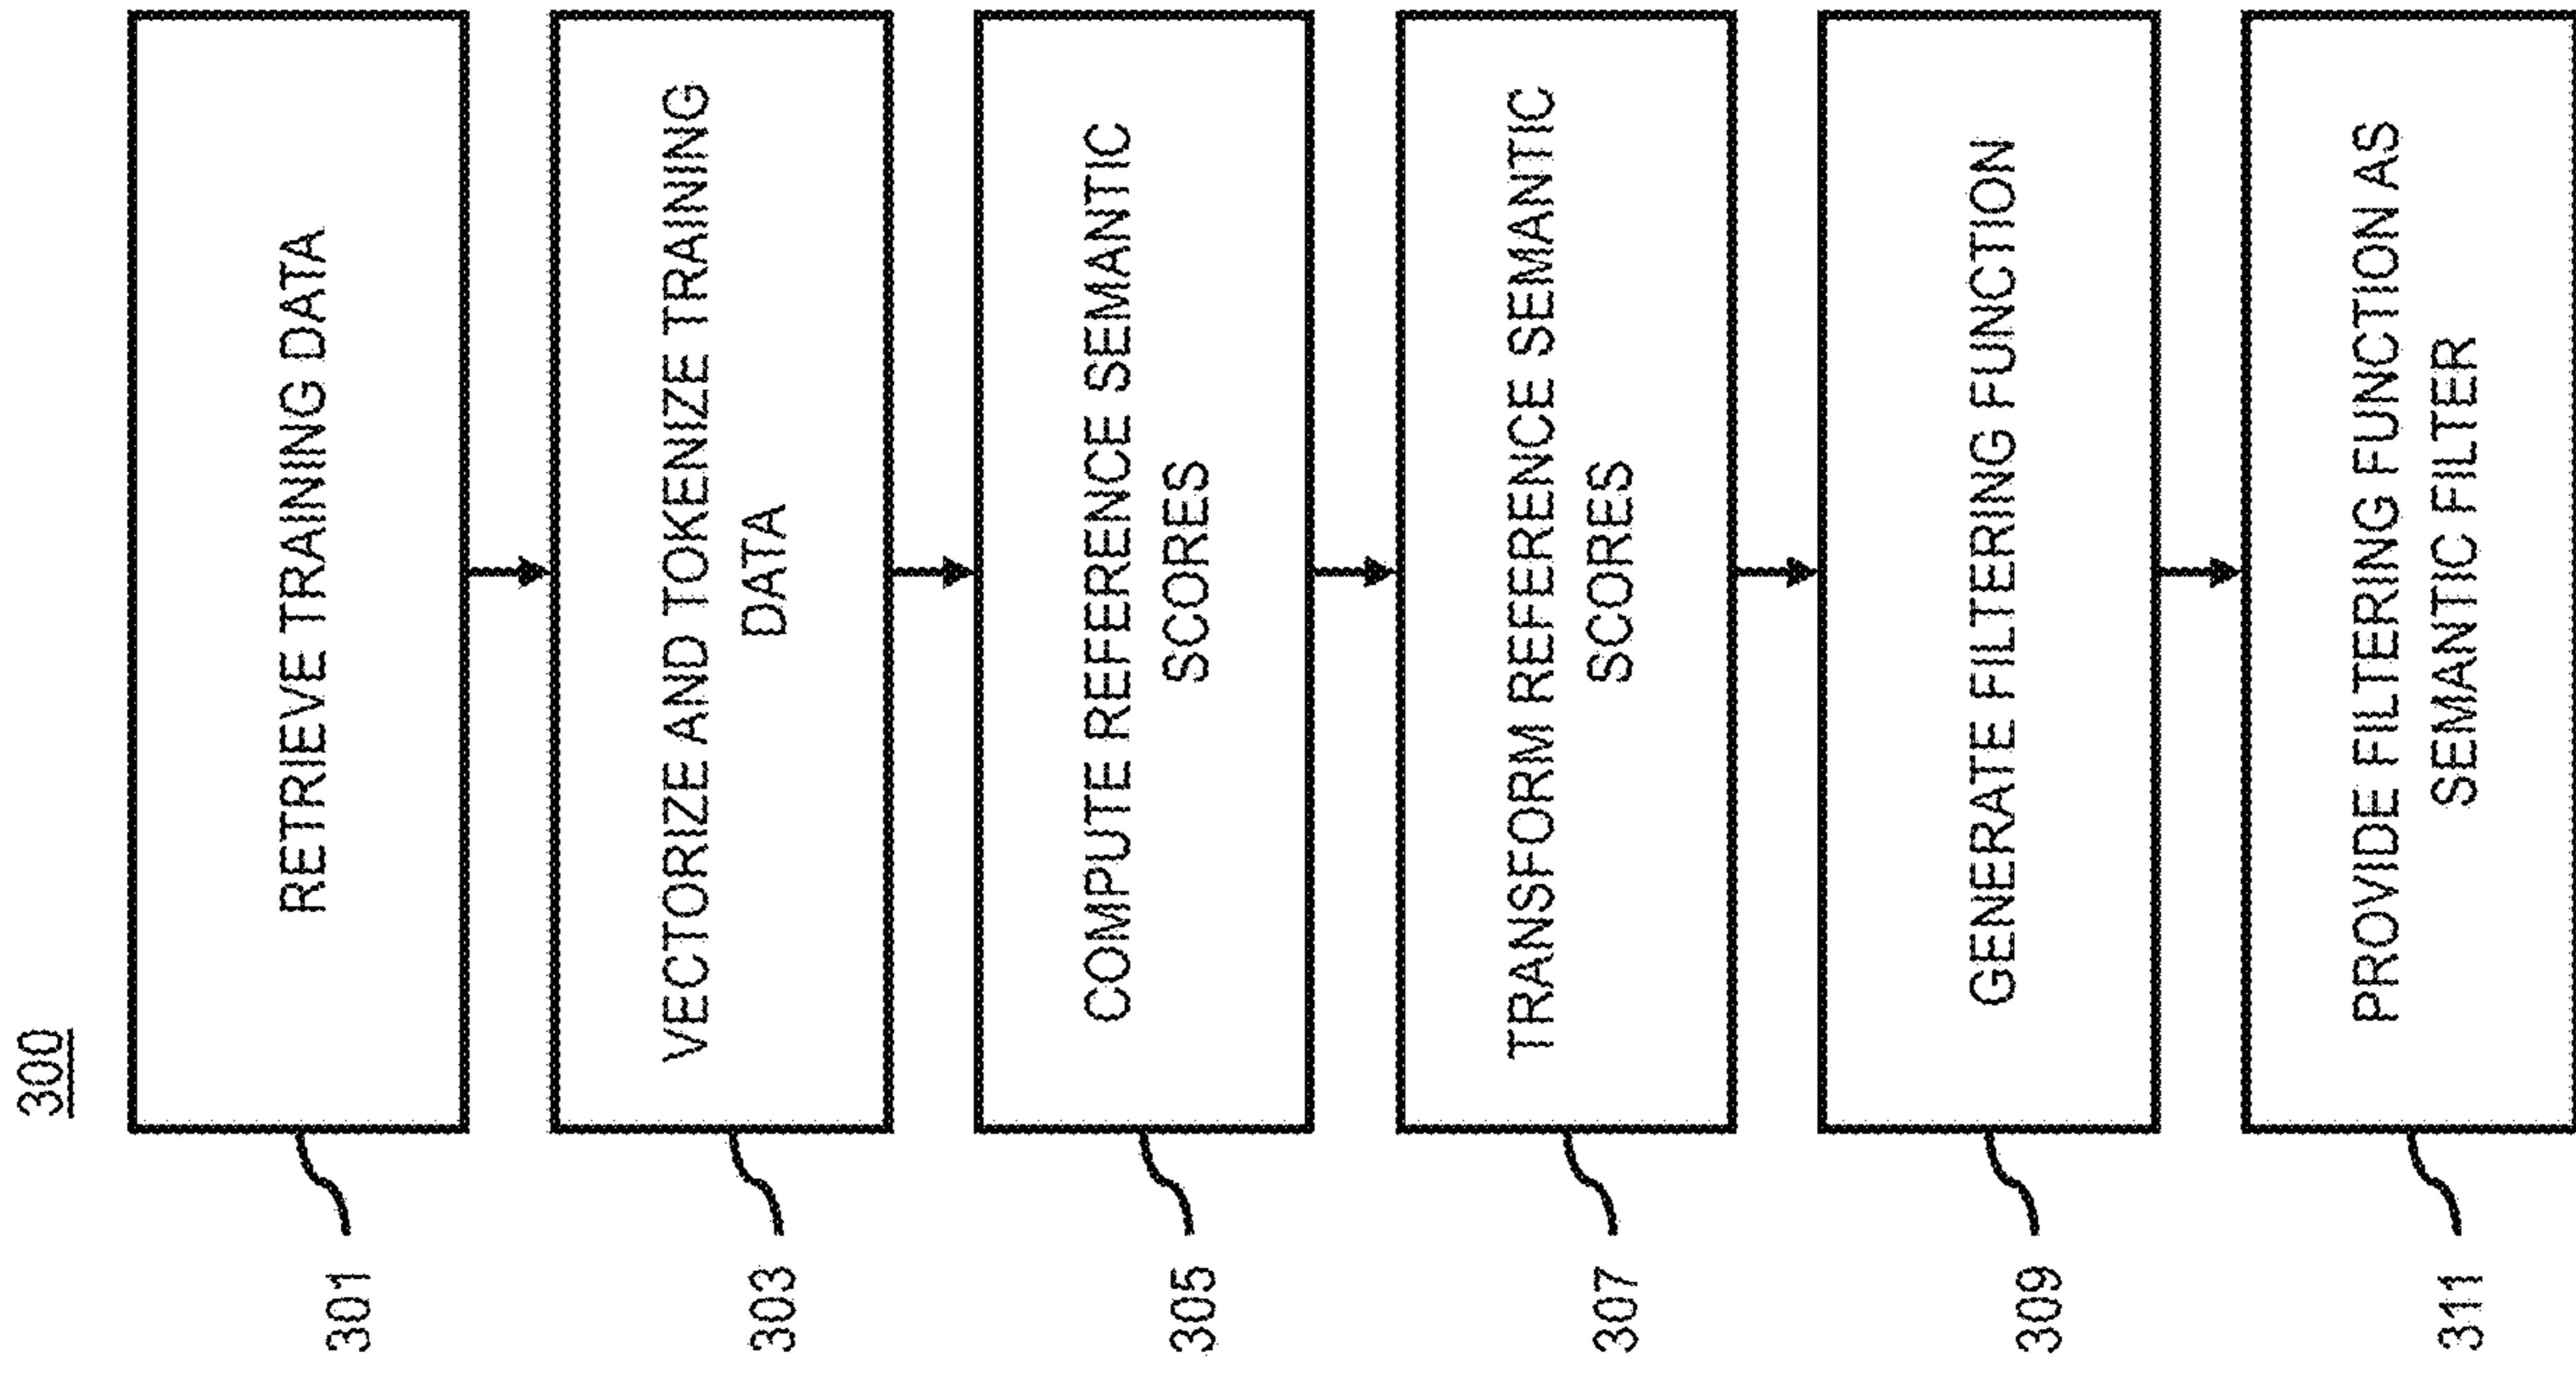 300
301
RETRIEVE TRAINING DATA
303
VECTORIZE AND TOKENIZE TRAINING
DATA
305
COMPUTE REFERENCE SEMANTIC
SCORES
307
TRANSFORM REFERENCE SEMANTIC
SCORES
309
GENERATE FILTERING FUNCTION
311
PROVIDE FILTERING FUNCTION AS
SEMANTIC FILTER